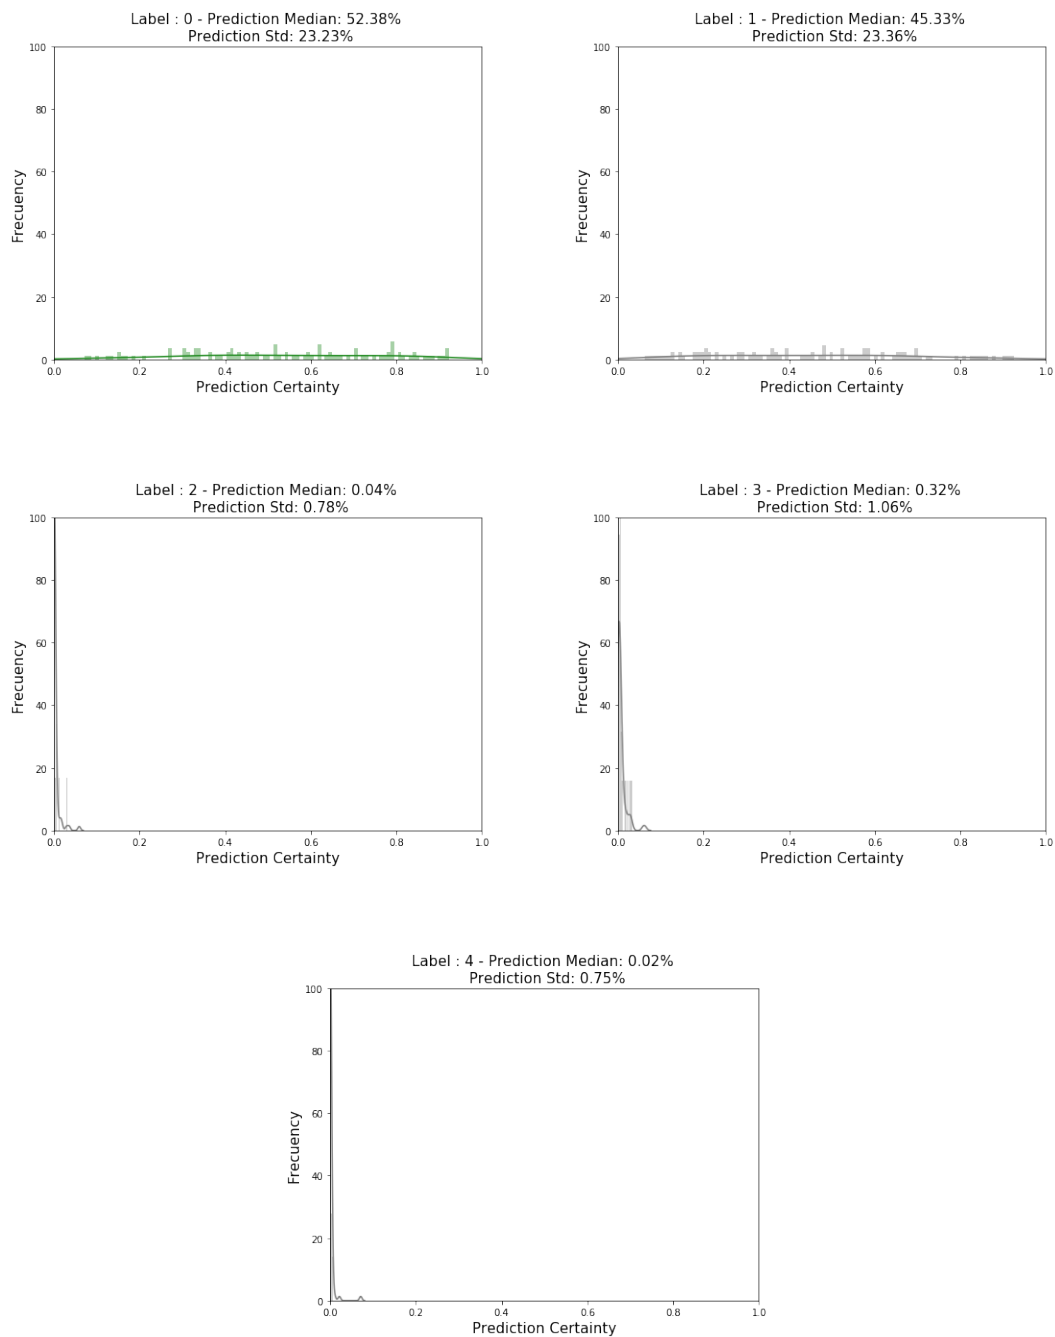 Label : 0 - Prediction Median: 52.38%
Prediction Std: 23.23%
100
80
60
40
20
0
Frecuency
0.0 0.2 0.4 0.6 0.8 1.0
Prediction Certainty
Label : 1 - Prediction Median: 45.33%
Prediction Std: 23.36%
100
80
60
40
20
0
Frecuency
0.0 0.2 0.4 0.6 0.8 1.0
Prediction Certainty
Label : 2 - Prediction Median: 0.04%
Prediction Std: 0.78%
100
80
60
40
20
0
Frecuency
0.0 0.2 0.4 0.6 0.8 1.0
Prediction Certainty
Label : 3 - Prediction Median: 0.32%
Prediction Std: 1.06%
100
80
60
40
20
0
Frecuency
0.0 0.2 0.4 0.6 0.8 1.0
Prediction Certainty
Label : 4 - Prediction Median: 0.02%
Prediction Std: 0.75%
100
80
60
40
20
0
Frecuency
0.0 0.2 0.4 0.6 0.8 1.0
Prediction Certainty